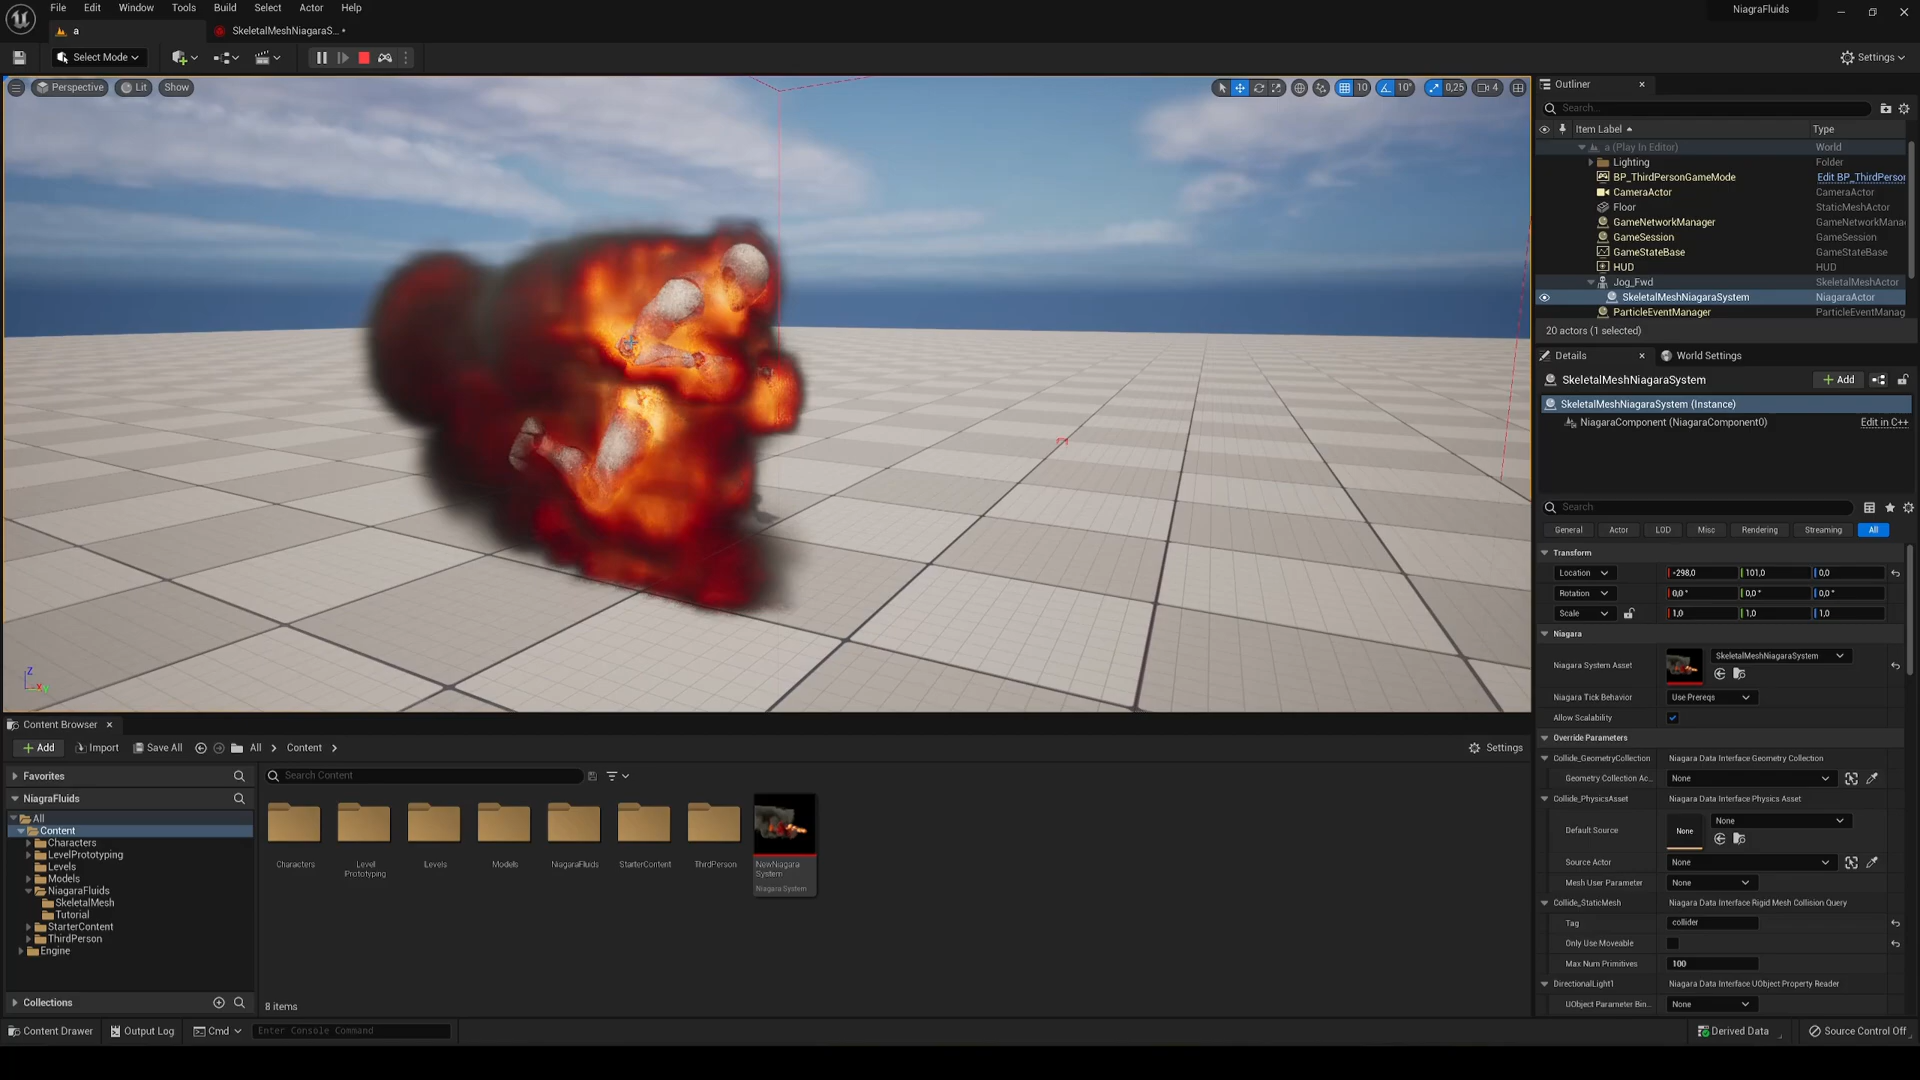 File Edit Window Tools Build Select Actor Help
NiagraFluids
a
SkeletalMeshNiagaraS... •
Select Mode
Settings
Perspective
Lit
Show
10
10°
0,25
4
Outliner
Search...
Item Label
Type
a (Play In Editor)
World
Lighting
Folder
BP_ThirdPersonGameMode
Edit BP_ThirdPerson
CameraActor
CameraActor
Floor
StaticMeshActor
GameNetworkManager
GameNetworkMana
GameSession
GameSession
GameStateBase
GameStateBase
HUD
HUD
Jog_Fwd
SkeletalMeshActor
SkeletalMeshNiagaraSystem
NiagaraActor
ParticleEventManager
ParticleEventManag
20 actors (1 selected)
Details
World Settings
SkeletalMeshNiagaraSystem
Add
SkeletalMeshNiagaraSystem (Instance)
NiagaraComponent (NiagaraComponent0)
Edit in C++
Search
General
Actor
LOD
Misc
Rendering
Streaming
All
Transform
Location
-298,0
101,0
0,0
Rotation
0,0 °
0,0 °
0,0 °
Scale
1,0
1,0
1,0
Niagara
Niagara System Asset
SkeletalMeshNiagaraSystem
Niagara Tick Behavior
Use Prereqs
Allow Scalability
Override Parameters
Collide_GeometryCollection
Niagara Data Interface Geometry Collection
Geometry Collection Ac...
None
Collide_PhysicsAsset
Niagara Data Interface Physics Asset
Default Source
None
None
Source Actor
None
Mesh User Parameter
None
Collide_StaticMesh
Niagara Data Interface Rigid Mesh Collision Query
Tag
collider
Only Use Moveable
Max Num Primitives
100
DirectionalLight1
Niagara Data Interface UObject Property Reader
UObject Parameter Bin...
None
Z
X
Y
Content Browser
Add
Import
Save All
All
Content
Settings
Favorites
Search Content
NiagraFluids
All
Content
Characters
LevelPrototyping
Levels
Models
NiagaraFluids
SkeletalMesh
Tutorial
StarterContent
ThirdPerson
Engine
Collections
Characters
Level
Prototyping
Levels
Models
NiagaraFluids
StarterContent
ThirdPerson
NewNiagara
System
Niagara System
8 items
Content Drawer
Output Log
Cmd
Enter Console Command
Derived Data
Source Control Off